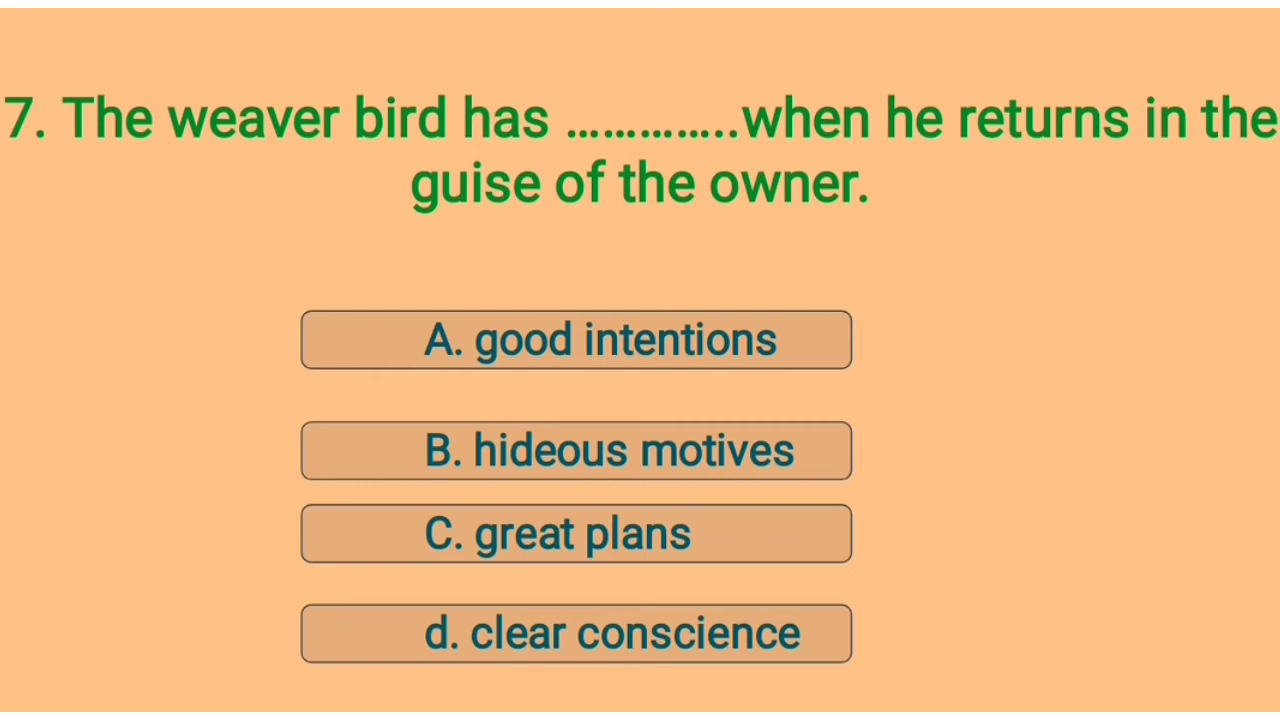 7. The weaver bird has ..............when he returns in the
guise of the owner.
A. good intentions
B. hideous motives
C. great plans
d. clear conscience